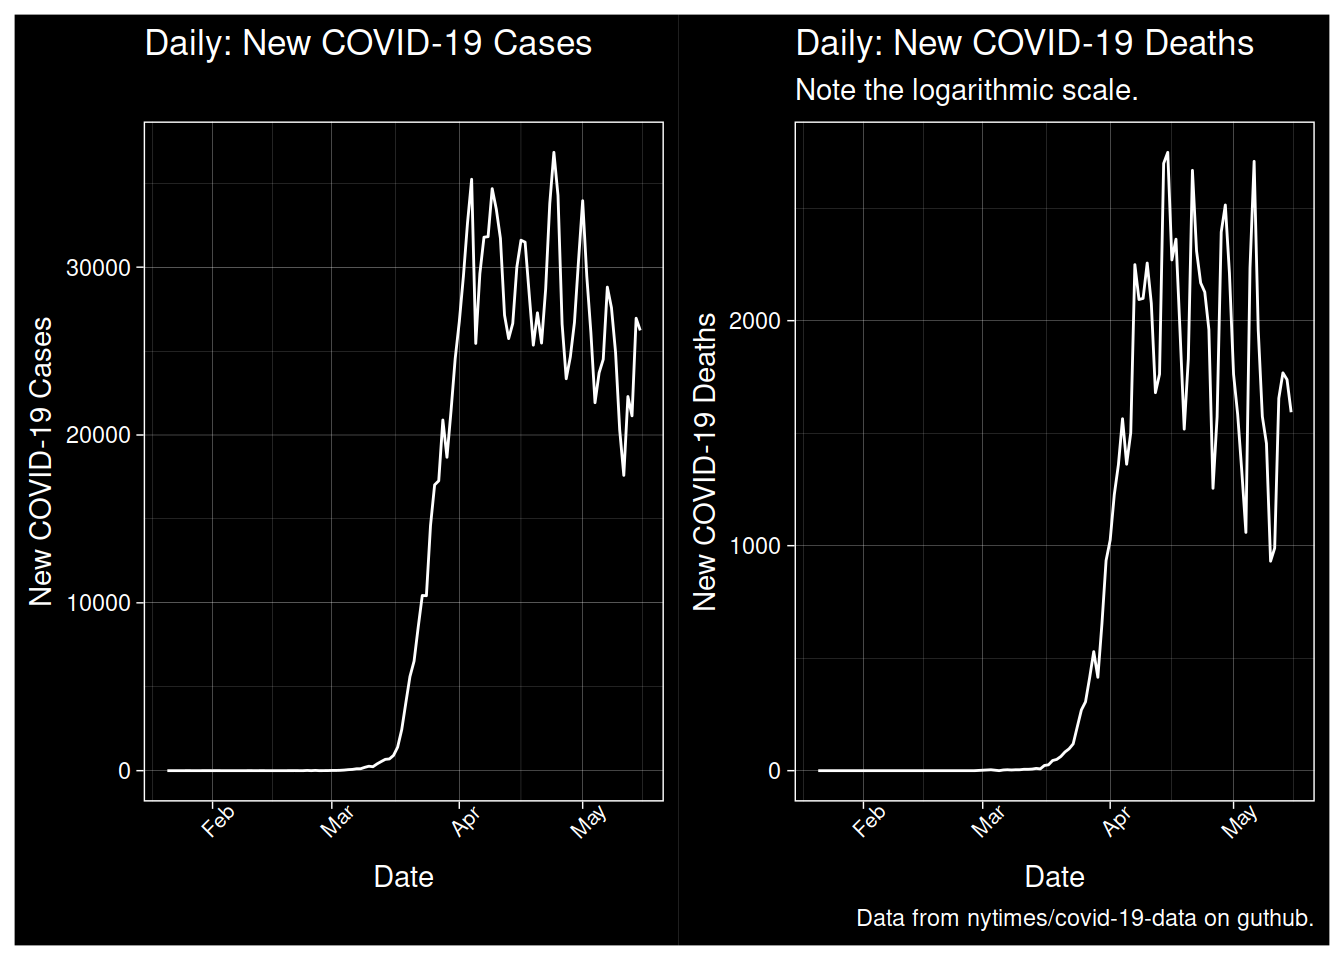 Daily: New COVID-19 Cases
New COVID-19 Cases
30000
20000
10000
0
Feb
Mar
Apr
May
Date
Daily: New COVID-19 Deaths
Note the logarithmic scale.
New COVID-19 Deaths
2000
1000
0
Feb
Mar
Apr
May
Date
Data from nytimes/covid-19-data on guthub.